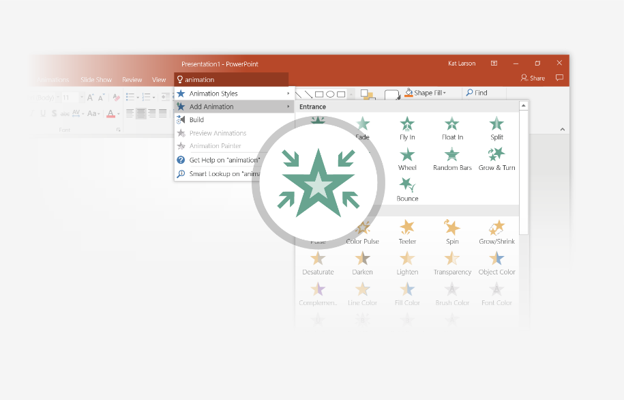 Presentation1 - PowerPoint
Kat Larson
Slide Show Review View
animation
Share
Animation Styles
Add Animation
Build
Preview Animations
Animation Painter
Get Help on "animation"
Smart Lookup on "anima
Aa
A
Shape Fill
Find
Entrance
Fade Fly In Float In Split
Wheel Random Bars Grow & Turn
Bounce
Color Pulse Teeter Spin Grow/Shrink
Desaturate Darken Lighten Transparency Object Color
Complemen... Line Color Fill Color Brush Color Font Color